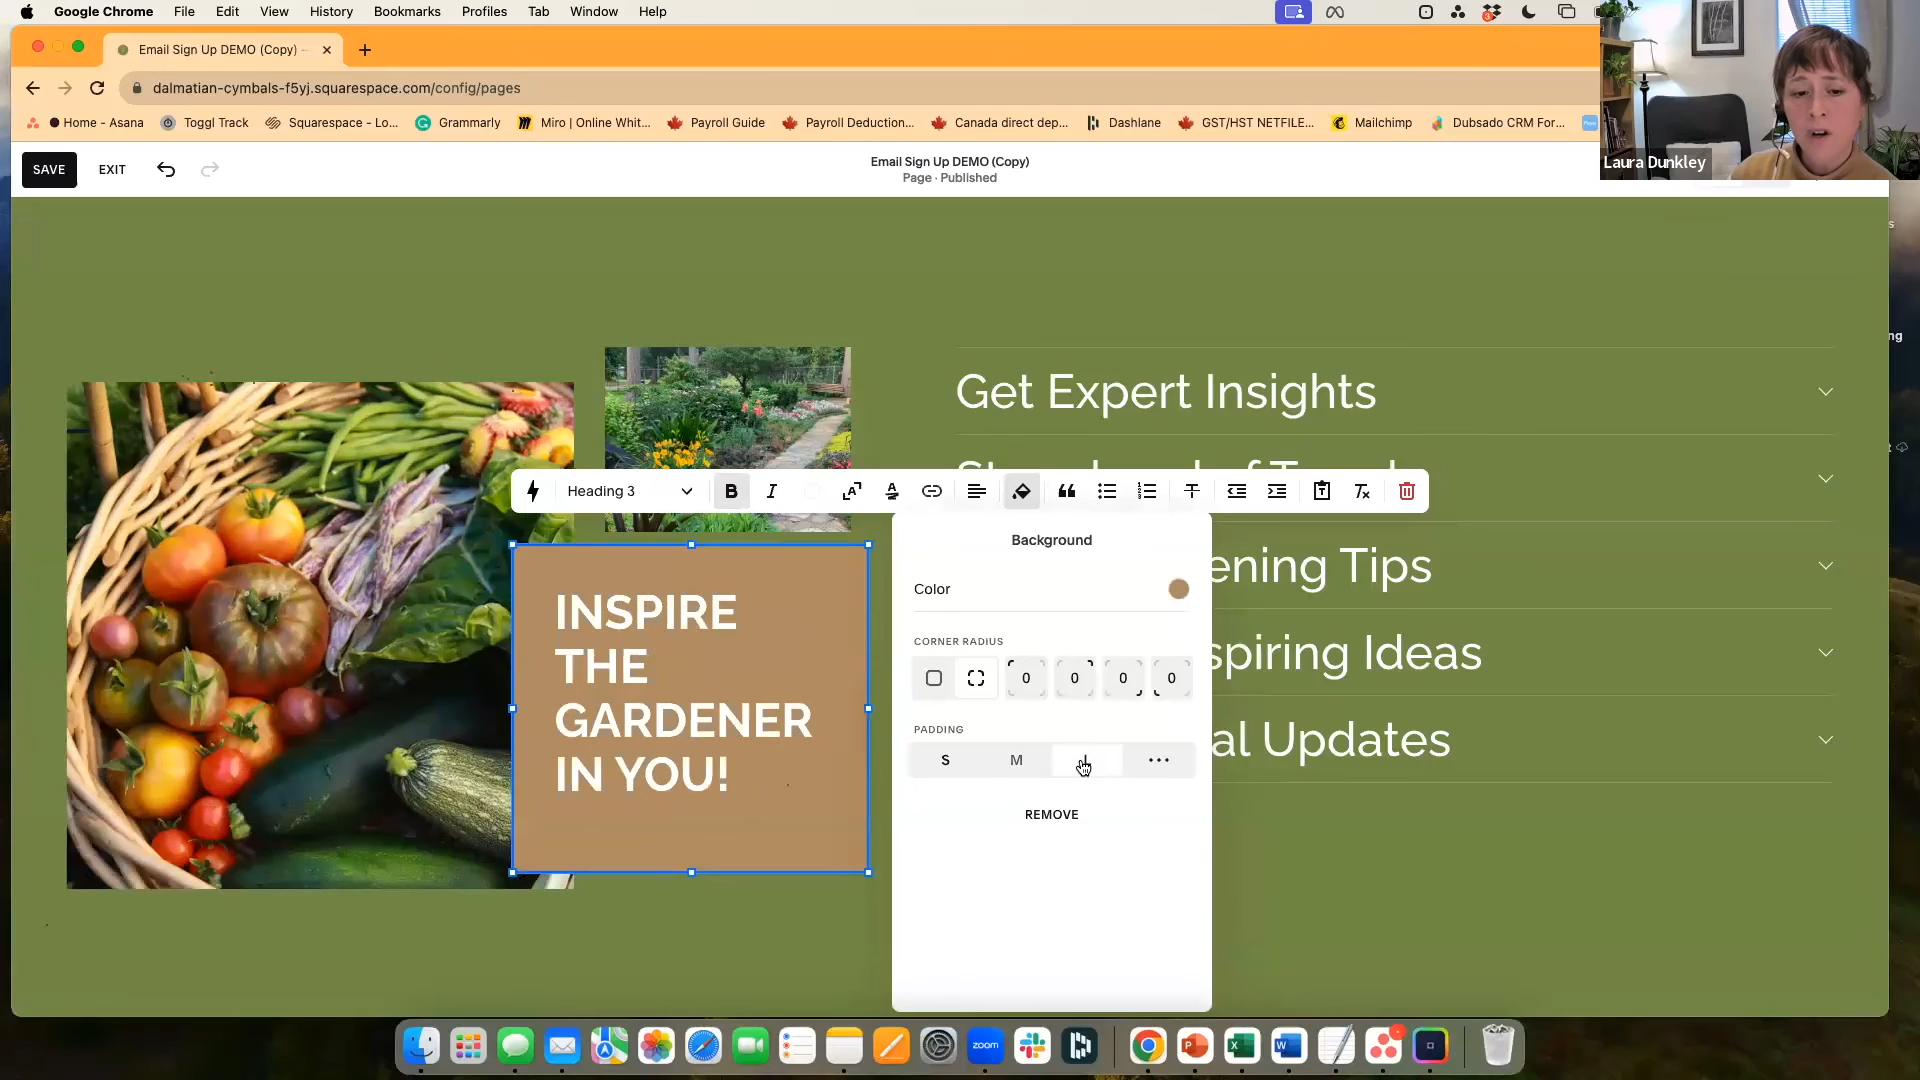 Google Chrome File Edit View History Bookmarks Profiles Tab Window Help
Email Sign Up DEMO (Copy)
dalmatian-cymbals-f5yj.squarespace.com/config/pages
Home - Asana Toggl Track Squarespace - Lo... Grammarly Miro | Online Whit... Payroll Guide Payroll Deduction... Canada direct dep... Dashlane GST/HST NETFILE... Mailchimp Dubsado CRM For...
Laura Dunkley
SAVE EXIT
Email Sign Up DEMO (Copy)
Page · Published
Get Expert Insights
Heading 3
Background
Color
CORNER RADIUS
0 0 0 0
PADDING
S M
REMOVE
INSPIRE
THE
GARDENER
IN YOU!
ening Tips
spiring Ideas
al Updates
zoom